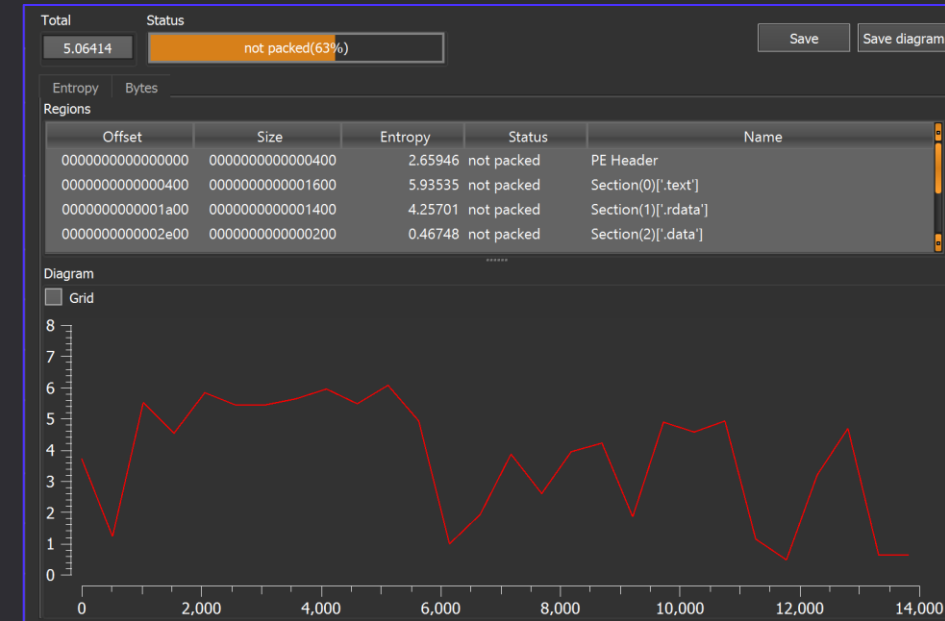 Total Status
5.06414 not packed(63%) Save Save diagram
Entropy Bytes
Regions
Offset Size Entropy Status Name
0000000000000000 0000000000000400 2.65946 not packed PE Header
0000000000000400 0000000000001600 5.93535 not packed Section(0)['.text']
0000000000001a00 0000000000001400 4.25701 not packed Section(1)['.rdata']
0000000000002e00 0000000000000200 0.46748 not packed Section(2)['.data']
Diagram
Grid
8
7
6
5
4
3
2
1
0
0 2,000 4,000 6,000 8,000 10,000 12,000 14,000